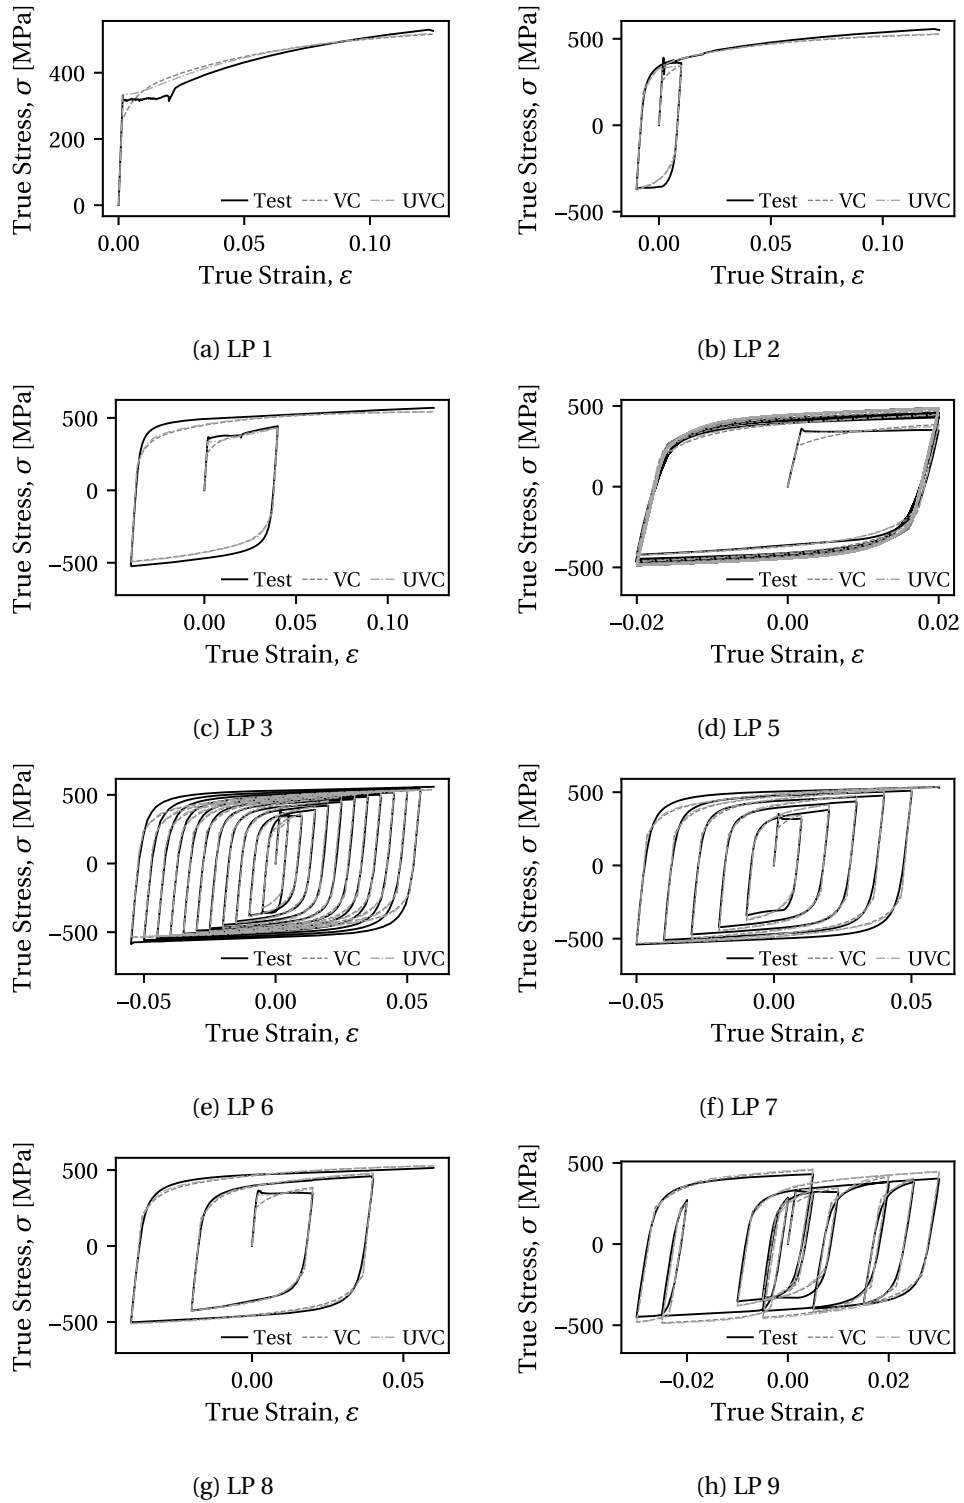 True Stress, σ [MPa]
400
200
0
Test VC UVC
0.00 0.05 0.10
True Strain, ε
(a) LP 1
True Stress, σ [MPa]
500
0
−500
Test VC UVC
0.00 0.05 0.10
True Strain, ε
(b) LP 2
True Stress, σ [MPa]
500
0
−500
Test VC UVC
0.00 0.05 0.10
True Strain, ε
(c) LP 3
True Stress, σ [MPa]
500
0
−500
Test VC UVC
−0.02 0.00 0.02
True Strain, ε
(d) LP 5
True Stress, σ [MPa]
500
0
−500
Test VC UVC
−0.05 0.00 0.05
True Strain, ε
(e) LP 6
True Stress, σ [MPa]
500
0
−500
Test VC UVC
−0.05 0.00 0.05
True Strain, ε
(f) LP 7
True Stress, σ [MPa]
500
0
−500
Test VC UVC
0.00 0.05
True Strain, ε
(g) LP 8
True Stress, σ [MPa]
500
0
−500
Test VC UVC
−0.02 0.00 0.02
True Strain, ε
(h) LP 9